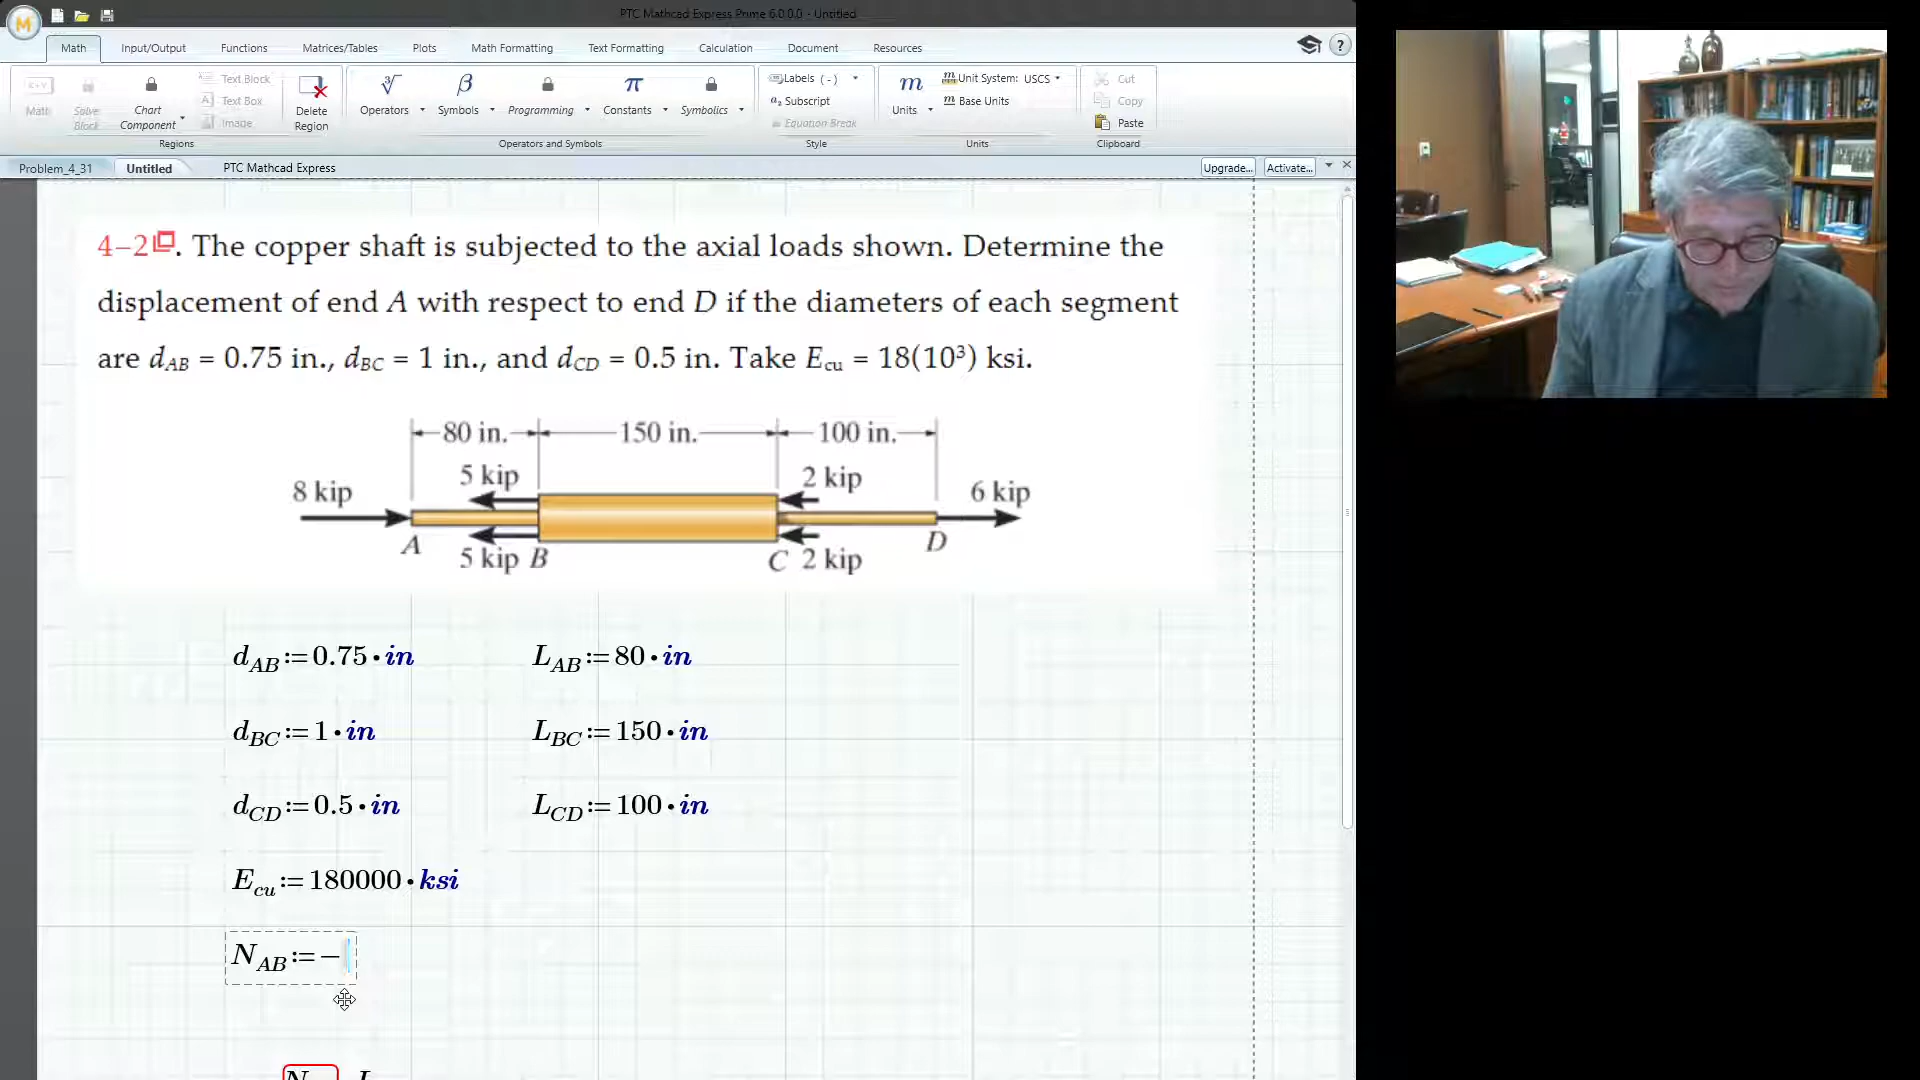 PTC Mathcad Express Prime 6.0.0.0 - Untitled
Math Input/Output Functions Matrices/Tables Plots Math Formatting Text Formatting Calculation Document Resources
Math
Solve Block
Chart Component
Text Block
Text Box
Image
Delete Region
Operators
Symbols
Programming
Constants
Symbolics
Labels ( - )
Subscript
Equation Break
Units
Unit System: USCS
Base Units
Cut
Copy
Paste
Regions Operators and Symbols Style Units Clipboard
Problem_4_31 Untitled PTC Mathcad Express Upgrade... Activate...
4–2. The copper shaft is subjected to the axial loads shown. Determine the
displacement of end A with respect to end D if the diameters of each segment
are d_AB = 0.75 in., d_BC = 1 in., and d_CD = 0.5 in. Take E_cu = 18(10³) ksi.
80 in. 150 in. 100 in.
5 kip 2 kip
8 kip 6 kip
A D
5 kip B C 2 kip
d_AB := 0.75 • in L_AB := 80 • in
d_BC := 1 • in L_BC := 150 • in
d_CD := 0.5 • in L_CD := 100 • in
E_cu := 180000 • ksi
N_AB := −